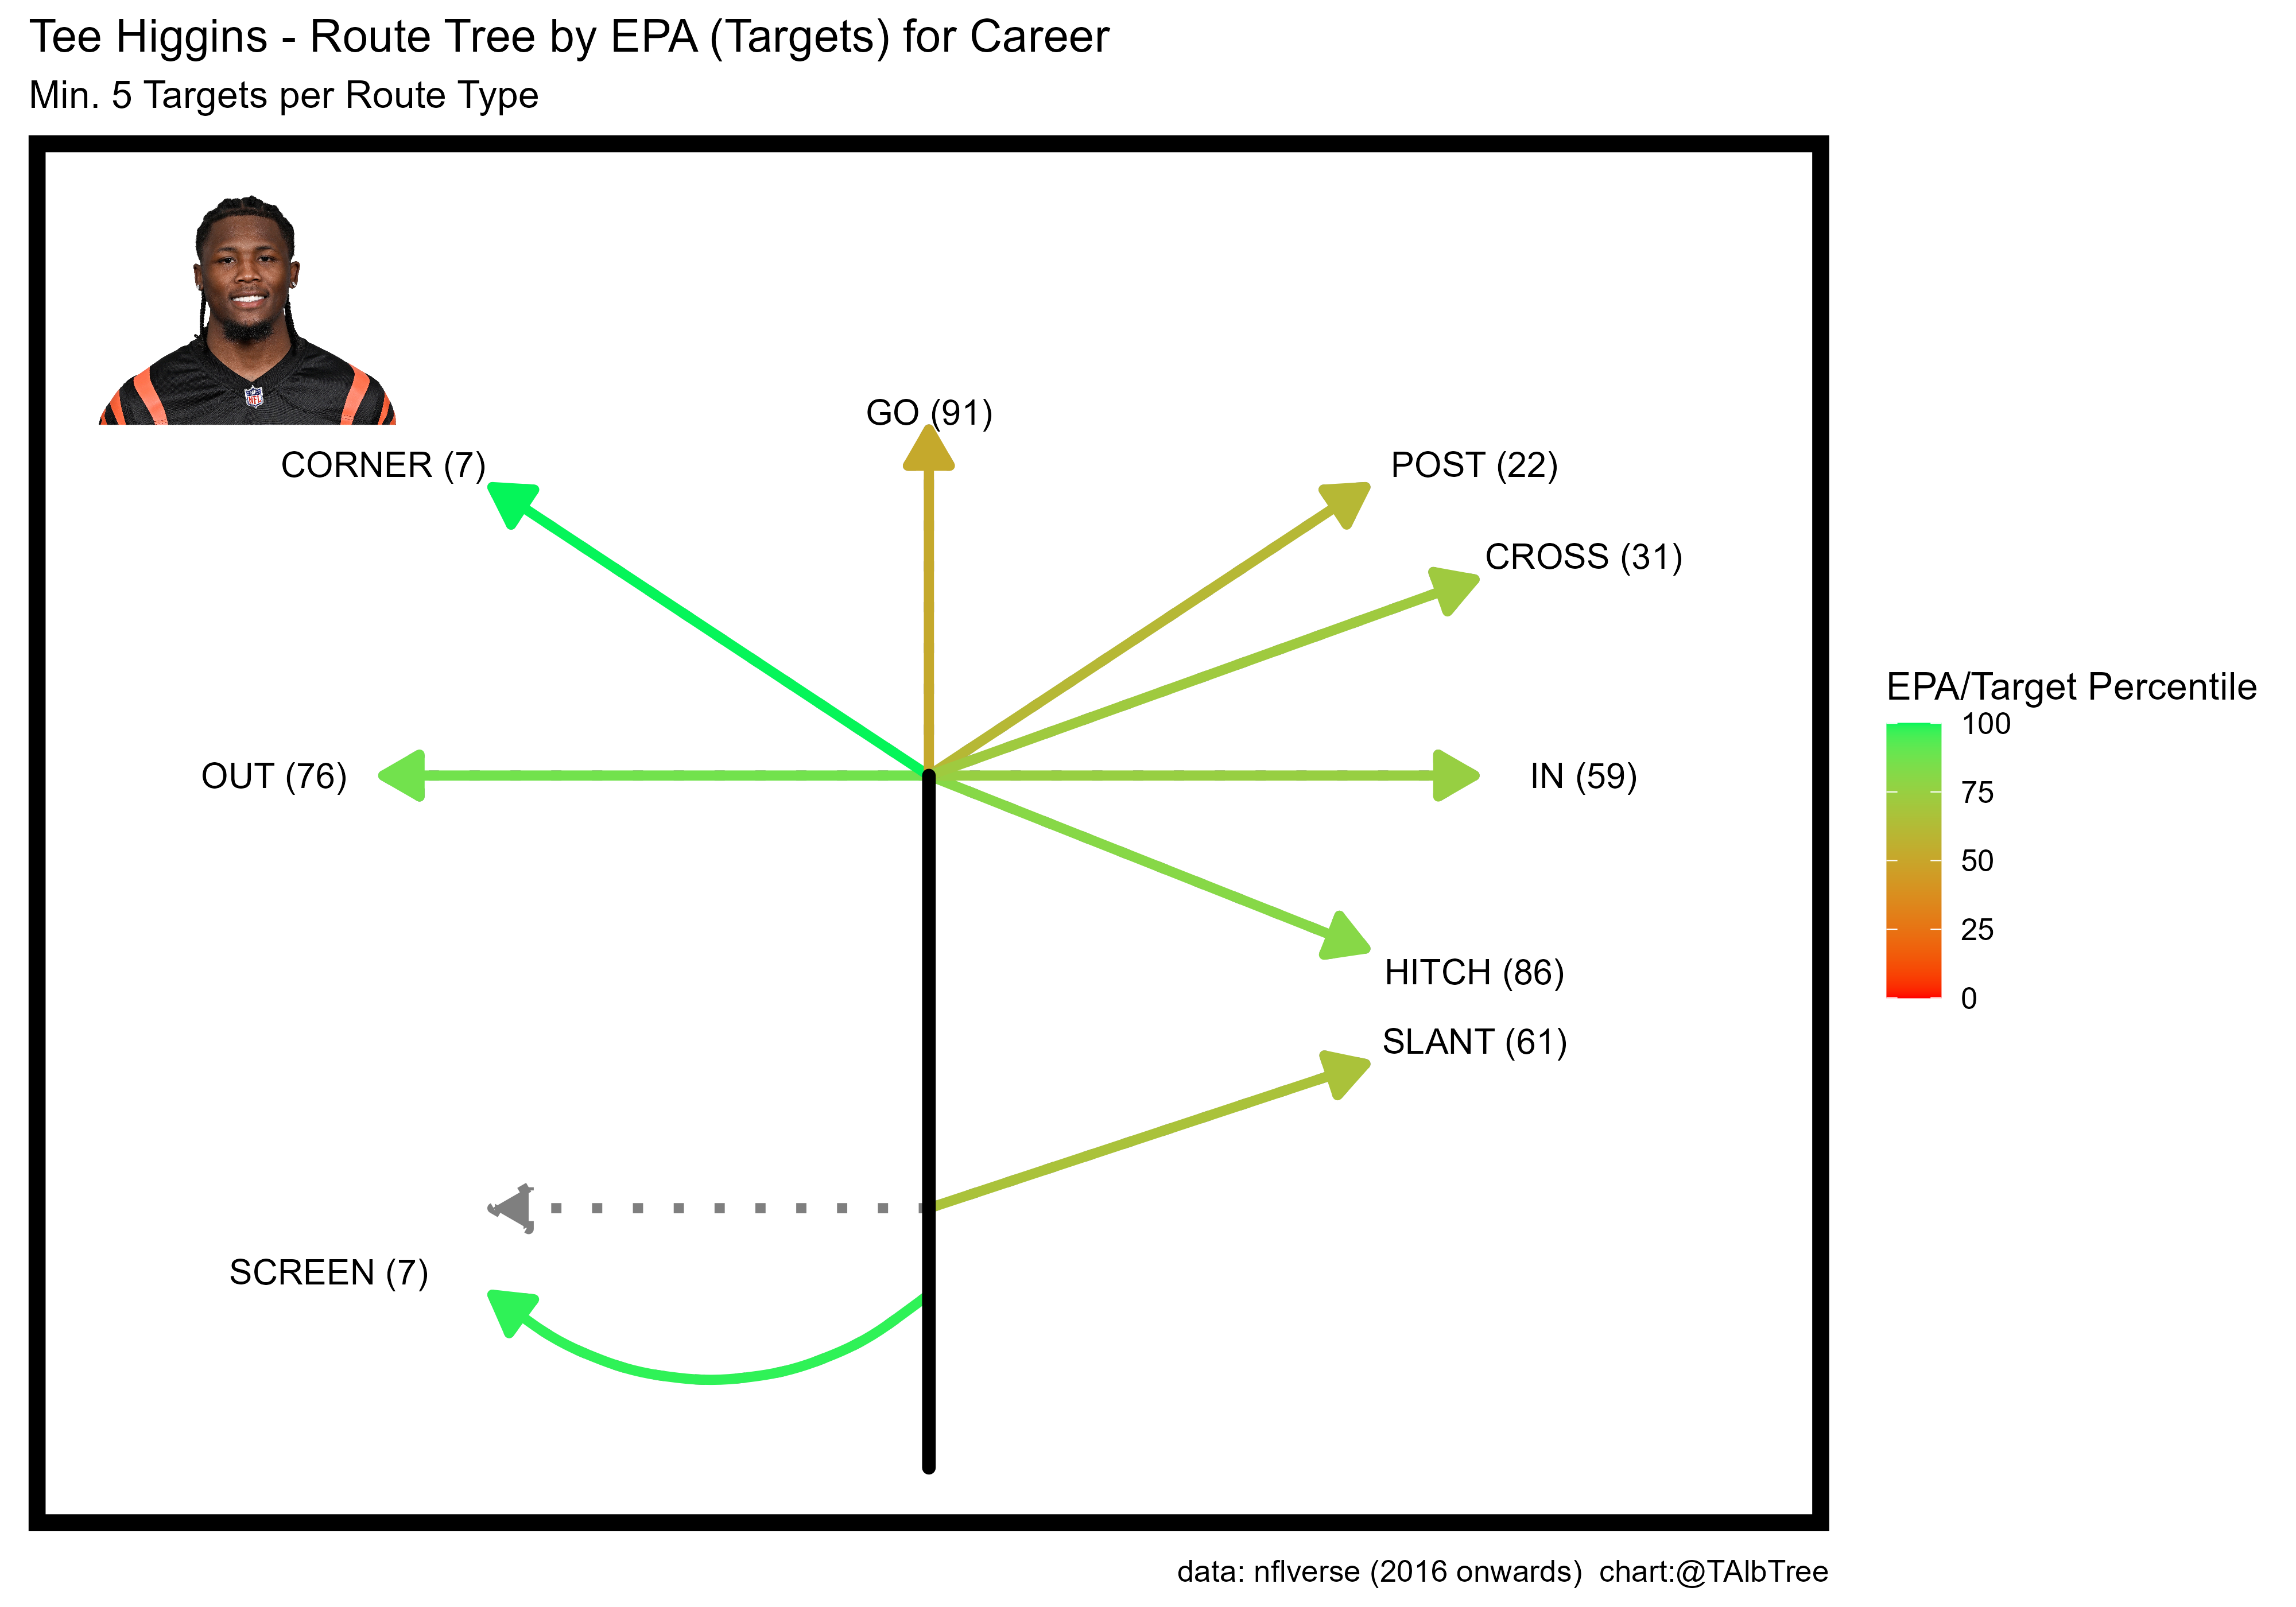 Tee Higgins - Route Tree by EPA (Targets) for Career
Min. 5 Targets per Route Type
NFL
GO (91)
CORNER (7)
POST (22)
CROSS (31)
OUT (76)
IN (59)
HITCH (86)
SLANT (61)
SCREEN (7)
EPA/Target Percentile
100
75
50
25
0
data: nflverse (2016 onwards)  chart:@TAlbTree